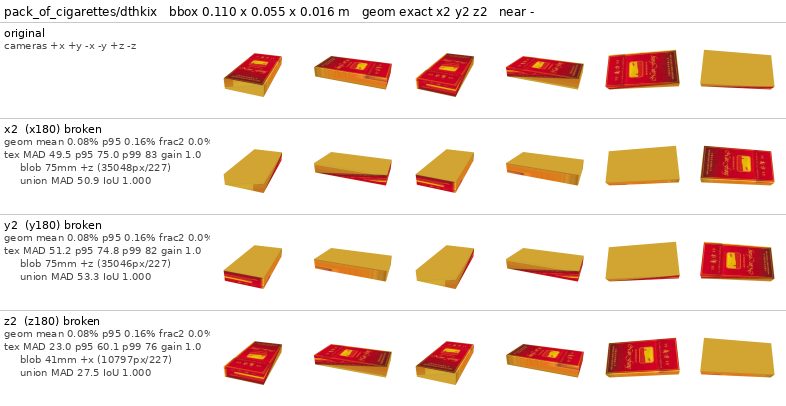 pack_of_cigarettes/dthkix bbox 0.110 x 0.055 x 0.016 m geom exact x2 y2 z2 near -
original
cameras +x +y -x -y +z -z
x2 (x180) broken
geom mean 0.08% p95 0.16% frac2 0.0%
tex MAD 49.5 p95 75.0 p99 83 gain 1.0
blob 75mm +z (35048px/227)
union MAD 50.9 IoU 1.000
y2 (y180) broken
geom mean 0.08% p95 0.16% frac2 0.0%
tex MAD 51.2 p95 74.8 p99 82 gain 1.0
blob 75mm +z (35046px/227)
union MAD 53.3 IoU 1.000
z2 (z180) broken
geom mean 0.08% p95 0.16% frac2 0.0%
tex MAD 23.0 p95 60.1 p99 76 gain 1.0
blob 41mm +x (10797px/227)
union MAD 27.5 IoU 1.000